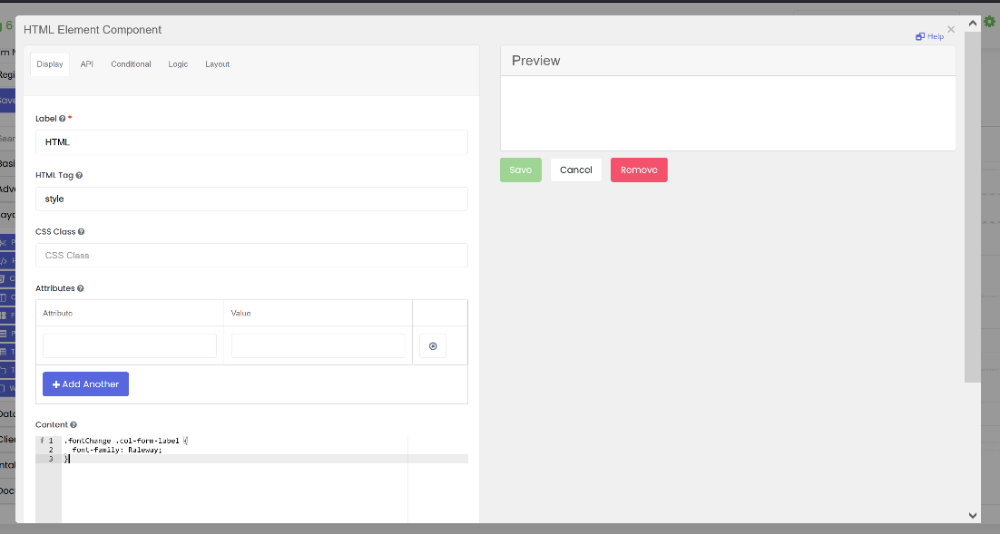 6
HTML Element Component
Help
Display API Conditional Logic Layout
Preview
Label *
HTML
Save Cancel Remove
HTML Tag
style
CSS Class
CSS Class
Attributes
Attribute Value
Add Another
Content
i 1 .fontChange .col-form-label {
2 font-family: Raleway;
3 }